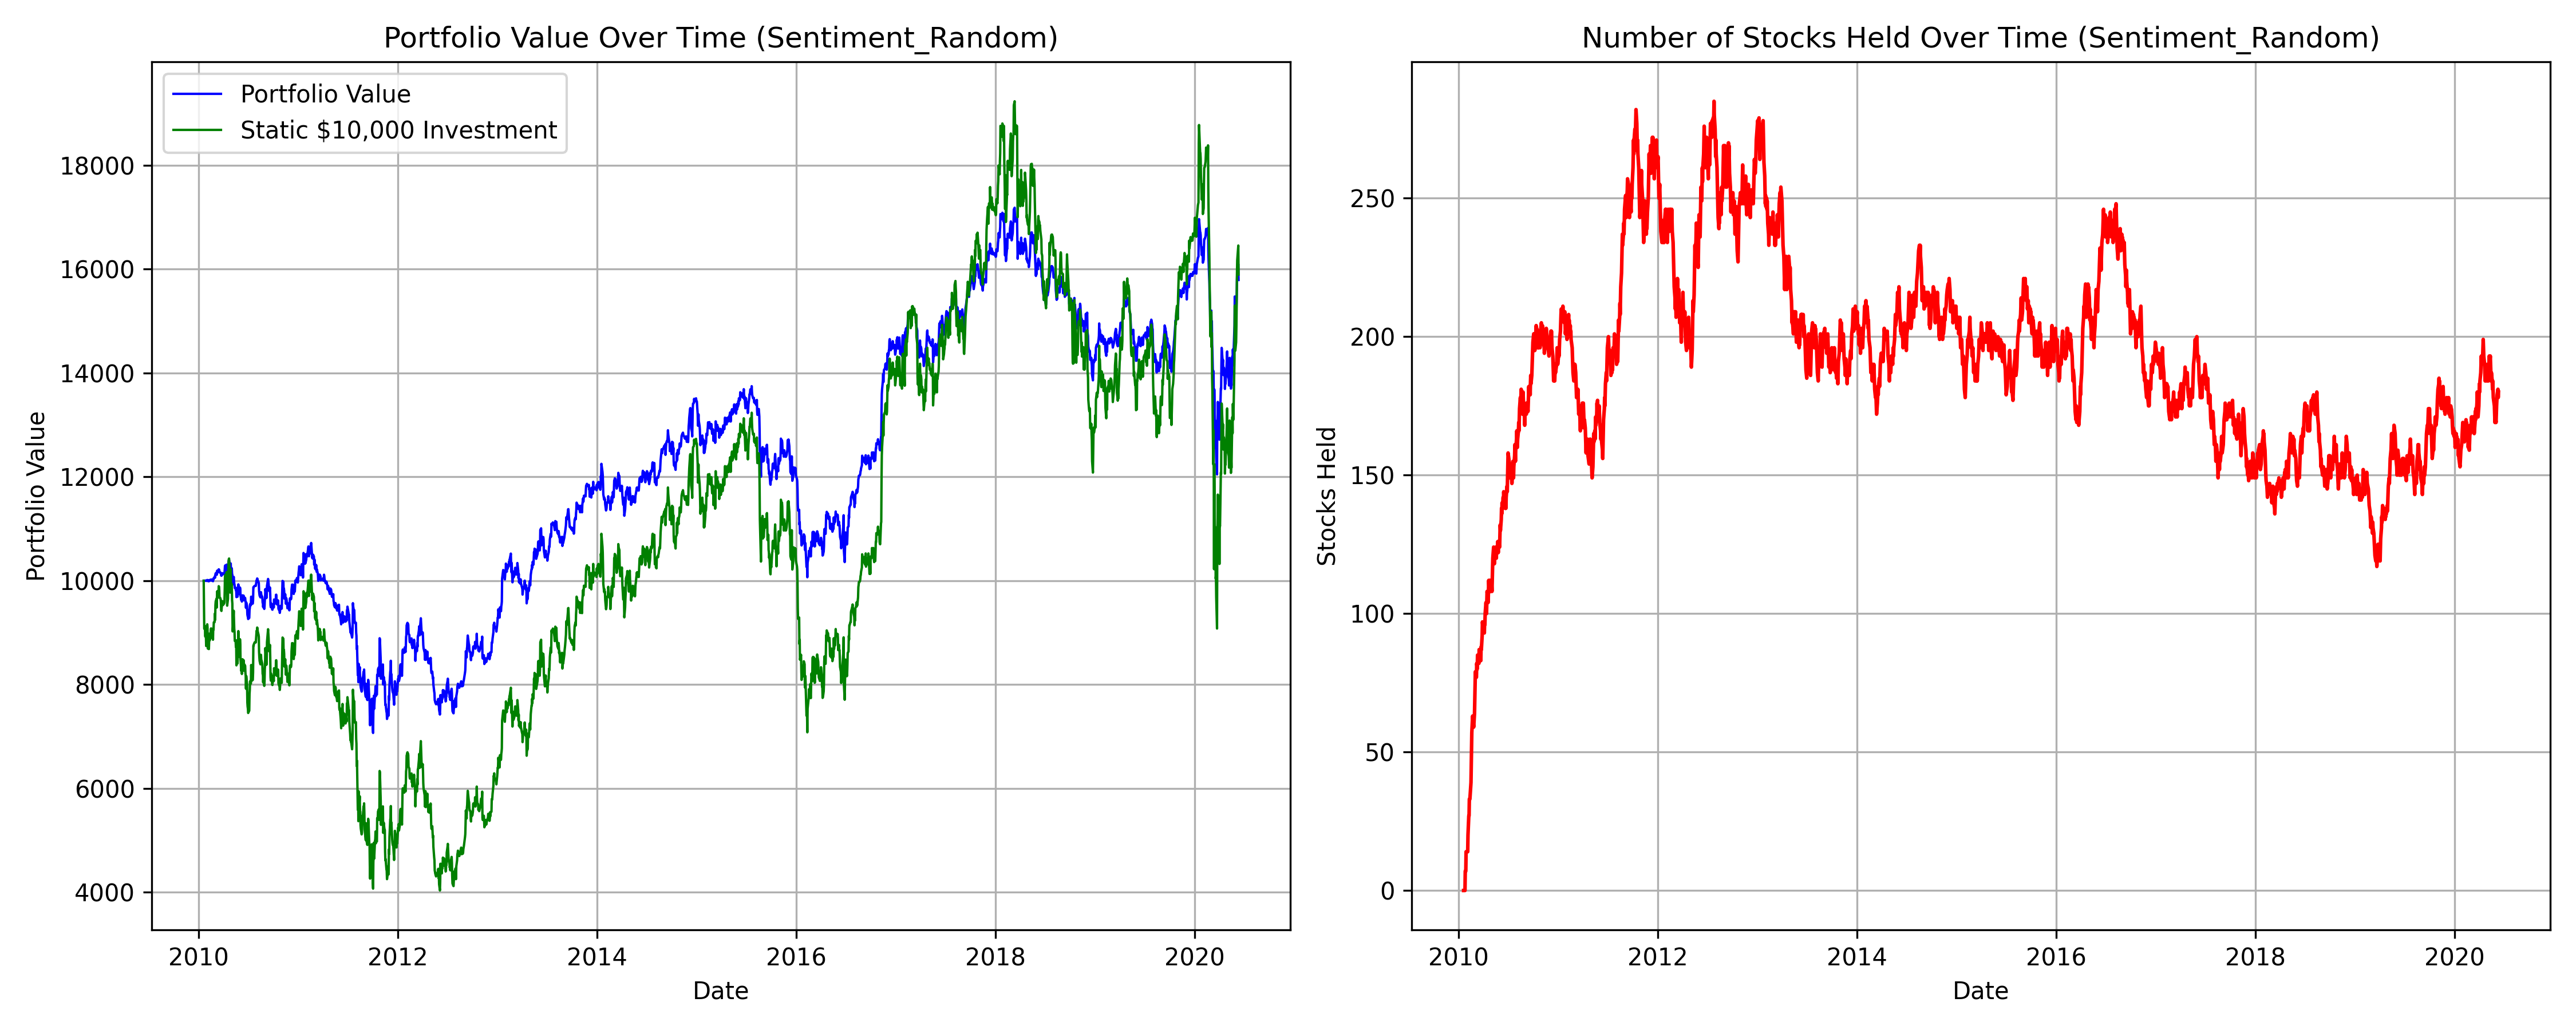 Portfolio Value Over Time (Sentiment_Random)
Portfolio Value
Static $10,000 Investment
Portfolio Value
18000
16000
14000
12000
10000
8000
6000
4000
2010 2012 2014 2016 2018 2020
Date
Number of Stocks Held Over Time (Sentiment_Random)
Stocks Held
250
200
150
100
50
0
2010 2012 2014 2016 2018 2020
Date